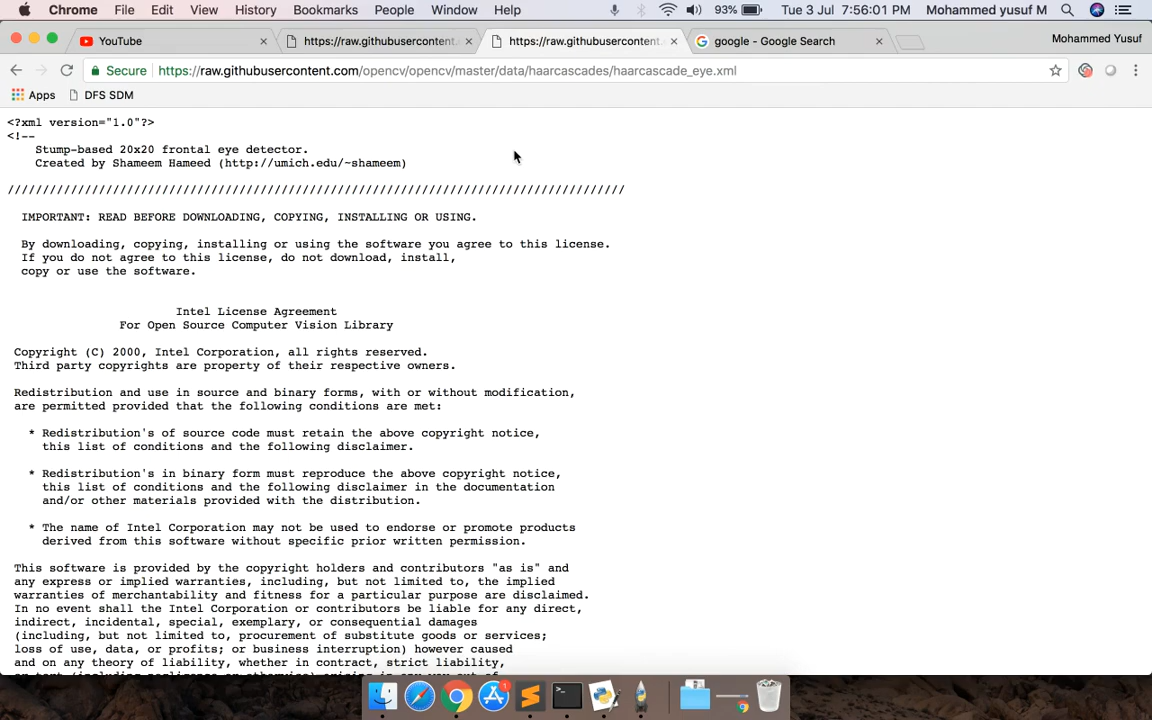 Chrome File Edit View History Bookmarks People Window Help 93% Tue 3 Jul 7:56:01 PM Mohammed yusuf M
YouTube https://raw.githubusercontent. https://raw.githubusercontent. google - Google Search Mohammed Yusuf
Secure https://raw.githubusercontent.com/opencv/opencv/master/data/haarcascades/haarcascade_eye.xml
Apps DFS SDM
<?xml version="1.0"?>
<!--
Stump-based 20x20 frontal eye detector.
Created by Shameem Hameed (http://umich.edu/~shameem)
////////////////////////////////////////////////////////////////////////////////////////
IMPORTANT: READ BEFORE DOWNLOADING, COPYING, INSTALLING OR USING.
By downloading, copying, installing or using the software you agree to this license.
If you do not agree to this license, do not download, install,
copy or use the software.
Intel License Agreement
For Open Source Computer Vision Library
Copyright (C) 2000, Intel Corporation, all rights reserved.
Third party copyrights are property of their respective owners.
Redistribution and use in source and binary forms, with or without modification,
are permitted provided that the following conditions are met:
* Redistribution's of source code must retain the above copyright notice,
this list of conditions and the following disclaimer.
* Redistribution's in binary form must reproduce the above copyright notice,
this list of conditions and the following disclaimer in the documentation
and/or other materials provided with the distribution.
* The name of Intel Corporation may not be used to endorse or promote products
derived from this software without specific prior written permission.
This software is provided by the copyright holders and contributors "as is" and
any express or implied warranties, including, but not limited to, the implied
warranties of merchantability and fitness for a particular purpose are disclaimed.
In no event shall the Intel Corporation or contributors be liable for any direct,
indirect, incidental, special, exemplary, or consequential damages
(including, but not limited to, procurement of substitute goods or services;
loss of use, data, or profits; or business interruption) however caused
and on any theory of liability, whether in contract, strict liability,